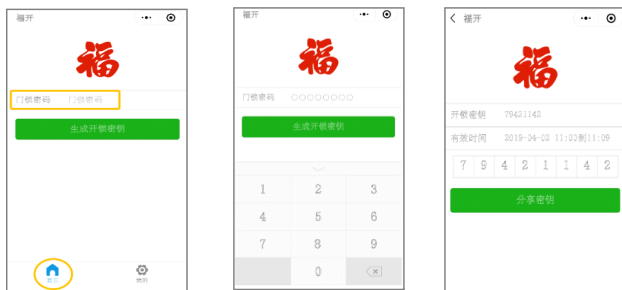 福开
福
门锁密码 门锁密码
生成开锁密钥
首页 我的
福开
福
门锁密码
生成开锁密钥
1 2 3
4 5 6
7 8 9
0
福开
福
开锁密钥 79421142
有效时间 2019-04-02 11:03到11:09
7 9 4 2 1 1 4 2
分享密钥